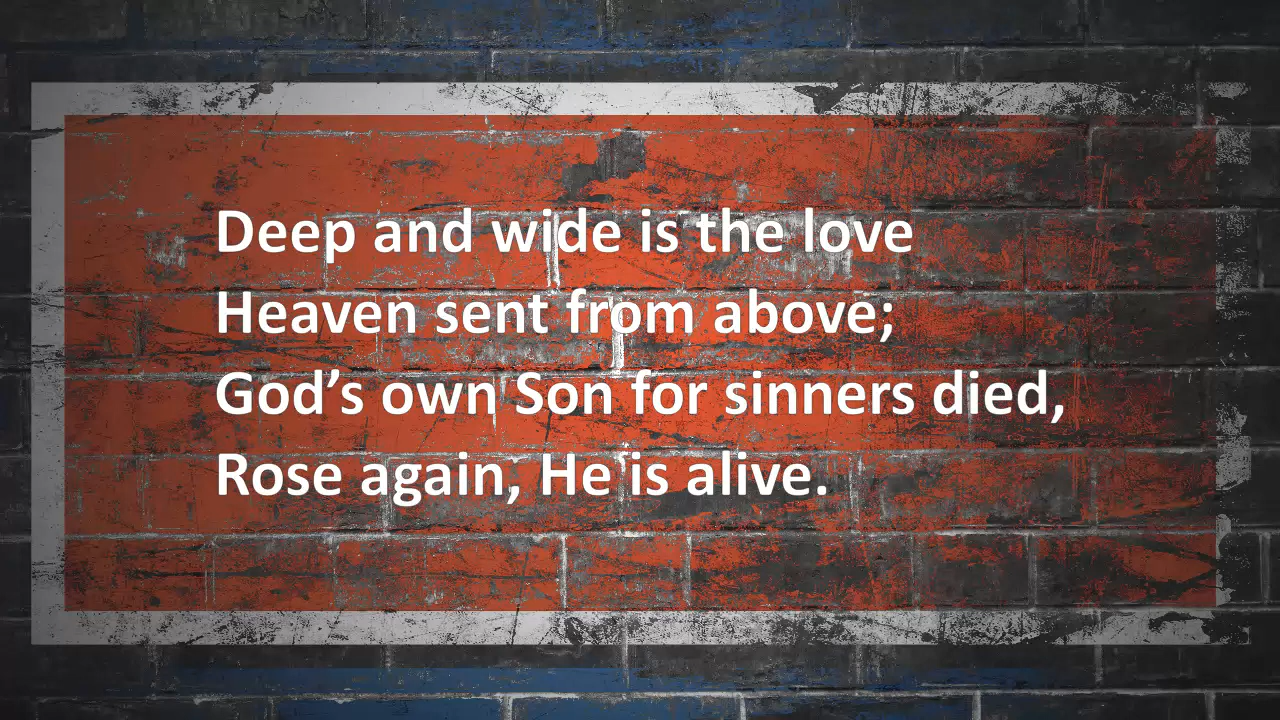 Deep and wide is the love
Heaven sent from above;
God’s own Son for sinners died,
Rose again, He is alive.